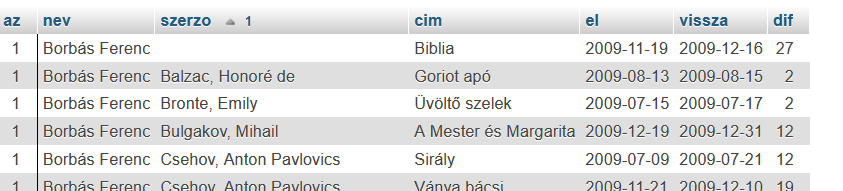 az nev szerzo 1 cim el vissza dif
1 Borbás Ferenc Biblia 2009-11-19 2009-12-16 27
1 Borbás Ferenc Balzac, Honoré de Goriot apó 2009-08-13 2009-08-15 2
1 Borbás Ferenc Bronte, Emily Üvöltő szelek 2009-07-15 2009-07-17 2
1 Borbás Ferenc Bulgakov, Mihail A Mester és Margarita 2009-12-19 2009-12-31 12
1 Borbás Ferenc Csehov, Anton Pavlovics Sirály 2009-07-09 2009-07-21 12
1 Borbás Ferenc Csehov, Anton Pavlovics Ványa bácsi 2009-11-21 2009-12-10 19